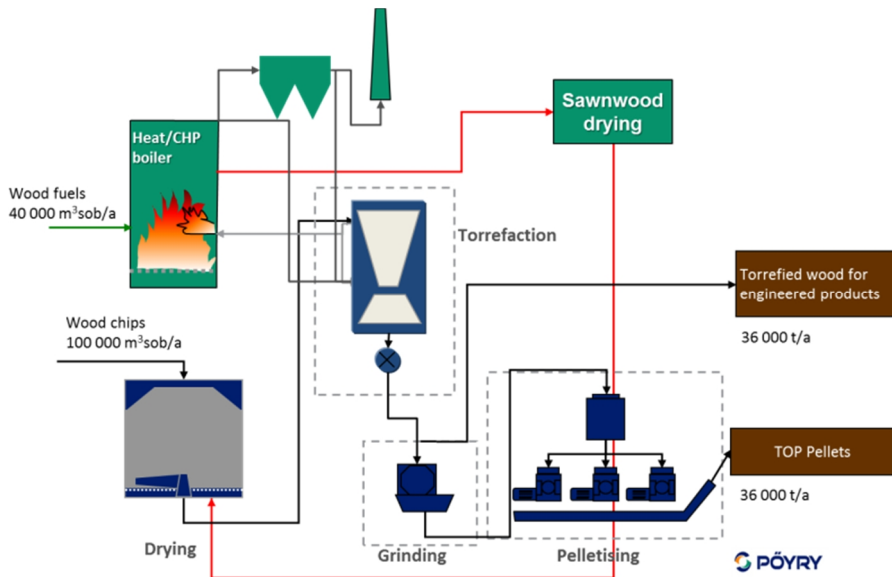 Heat/CHP
boiler
Sawnwood
drying
Wood fuels
40 000 m³sob/a
Torrefaction
Torrefied wood for
engineered products
36 000 t/a
Wood chips
100 000 m³sob/a
TOP Pellets
36 000 t/a
Drying
Grinding
Pelletising
PÖYRY